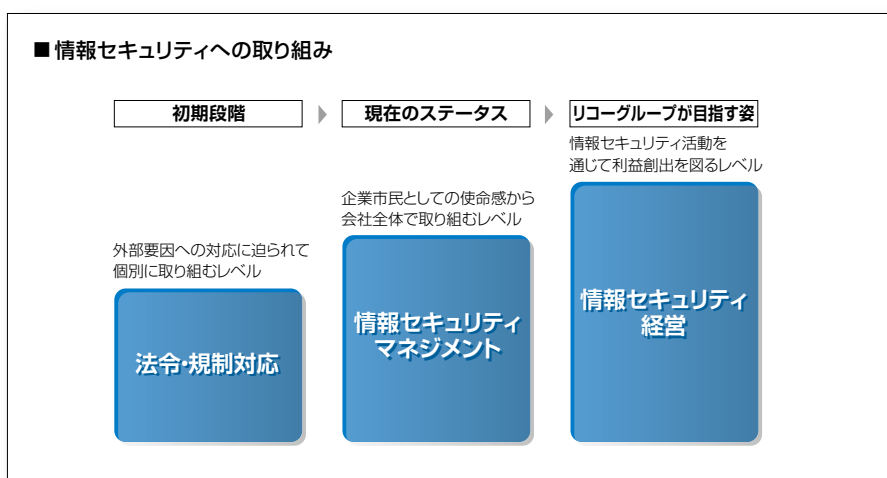 ■情報セキュリティへの取り組み
初期段階
現在のステータス
リコーグループが目指す姿
情報セキュリティ活動を
通じて利益創出を図るレベル
企業市民としての使命感から
会社全体で取り組むレベル
外部要因への対応に迫られて
個別に取り組むレベル
法令・規制対応
情報セキュリティ
マネジメント
情報セキュリティ
経営